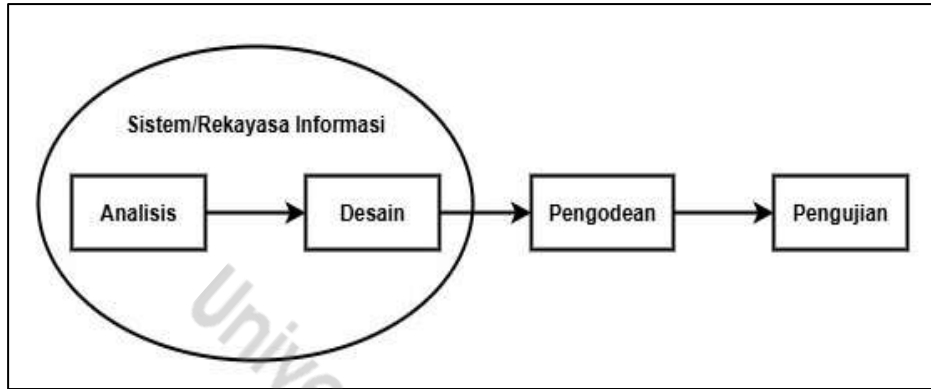 Sistem/Rekayasa Informasi
Analisis
Desain
Pengodean
Pengujian